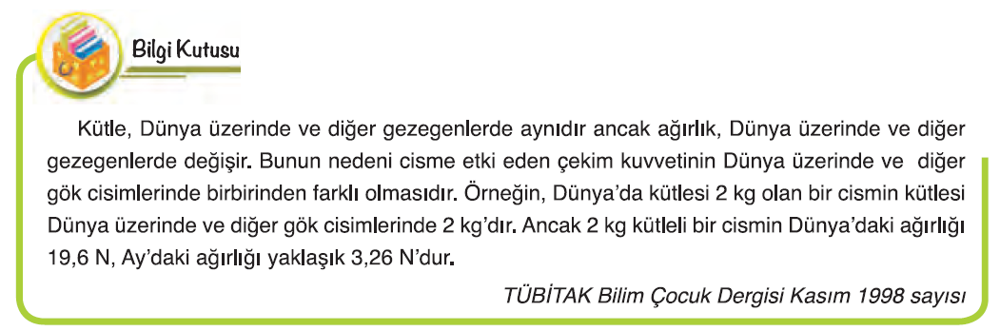 Bilgi Kutusu
Kütle, Dünya üzerinde ve diğer gezegenlerde aynıdır ancak ağırlık, Dünya üzerinde ve diğer
gezegenlerde değişir. Bunun nedeni cisme etki eden çekim kuvvetinin Dünya üzerinde ve diğer
gök cisimlerinde birbirinden farklı olmasıdır. Örneğin, Dünya'da kütlesi 2 kg olan bir cismin kütlesi
Dünya üzerinde ve diğer gök cisimlerinde 2 kg'dır. Ancak 2 kg kütleli bir cismin Dünya'daki ağırlığı
19,6 N, Ay'daki ağırlığı yaklaşık 3,26 N'dur.
TÜBİTAK Bilim Çocuk Dergisi Kasım 1998 sayısı